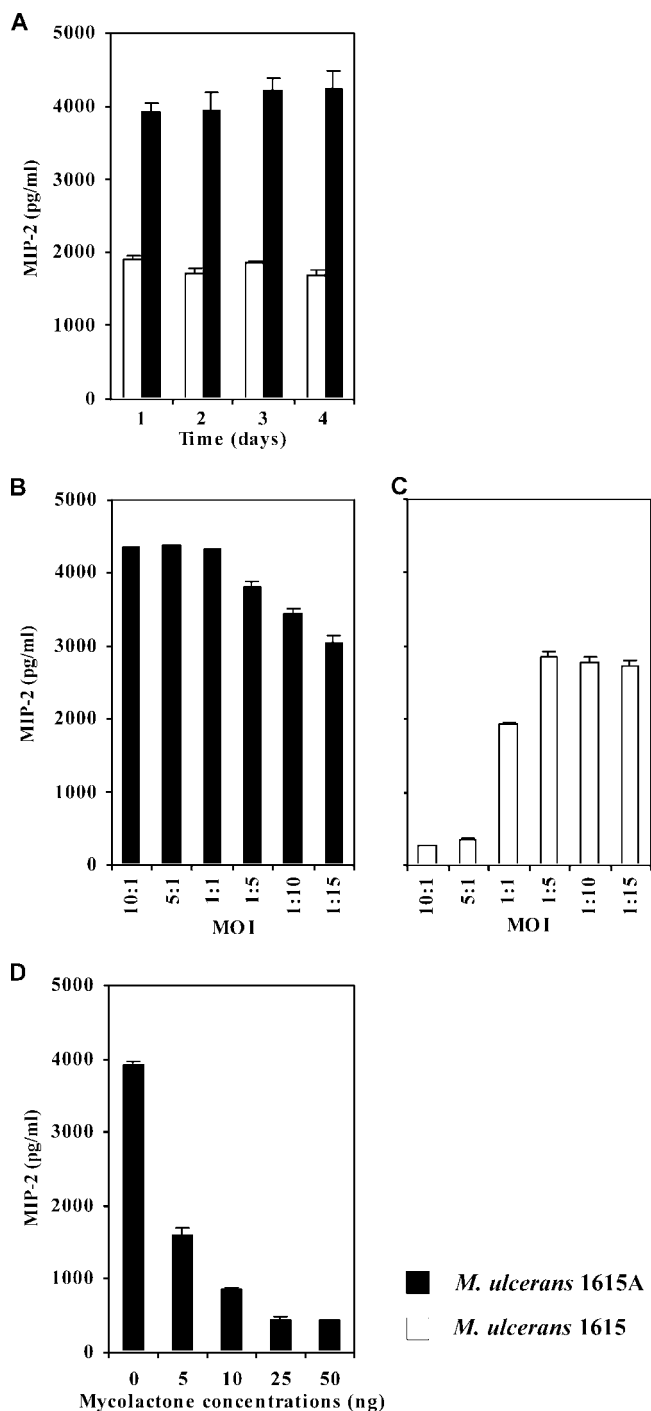 A
5000
4000
3000
2000
1000
0
MIP-2 (pg/ml)
1 2 3 4
Time (days)
B
5000
4000
3000
2000
1000
0
MIP-2 (pg/ml)
10:1 5:1 1:1 1:5 1:10 1:15
MOI
C
10:1 5:1 1:1 1:5 1:10 1:15
MOI
D
5000
4000
3000
2000
1000
0
MIP-2 (pg/ml)
0 5 10 25 50
Mycolactone concentrations (ng)
M. ulcerans 1615A
M. ulcerans 1615